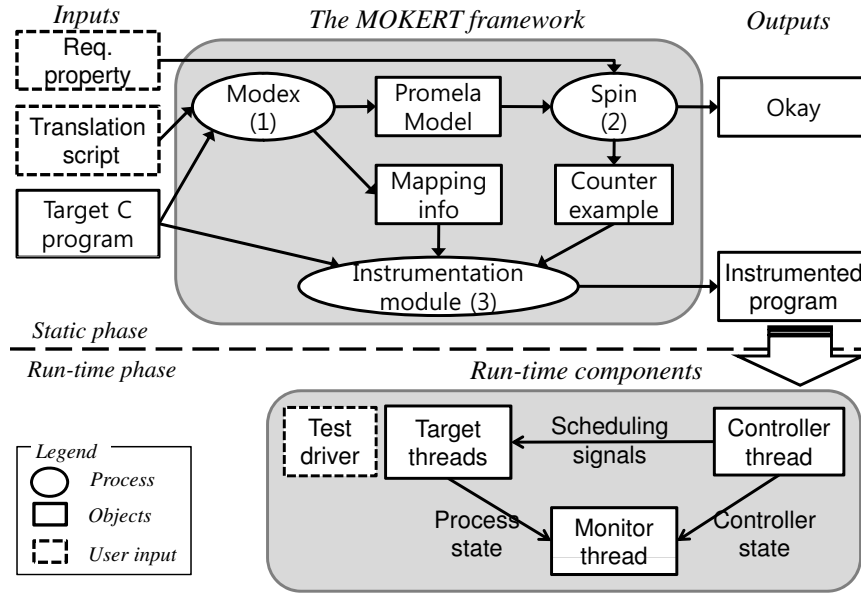 Inputs
The MOKERT framework
Outputs
Req.
property
Translation
script
Target C
program
Modex
(1)
Promela
Model
Spin
(2)
Okay
Mapping
info
Counter
example
Instrumentation
module (3)
Instrumented
program
Static phase
Run-time phase
Run-time components
Legend
Process
Objects
User input
Test
driver
Target
threads
Scheduling
signals
Controller
thread
Process
state
Monitor
thread
Controller
state